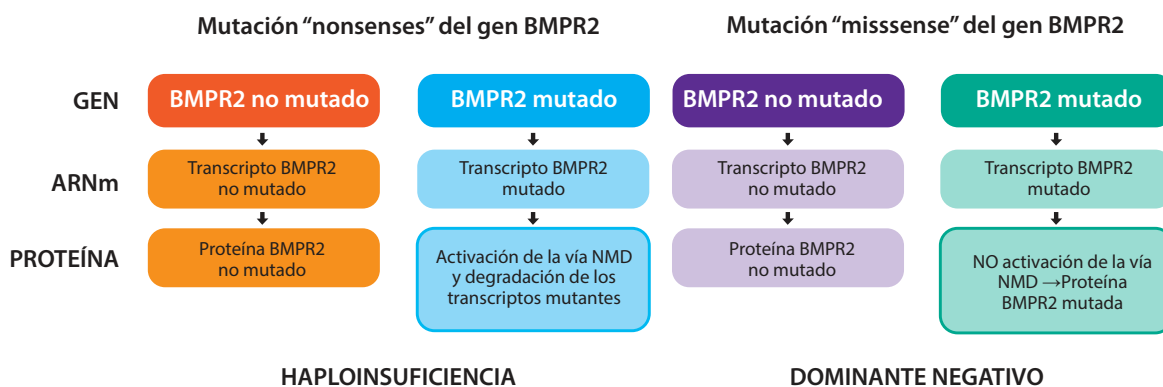 Mutación “nonsenses” del gen BMPR2
Mutación “misssense” del gen BMPR2
GEN
BMPR2 no mutado
BMPR2 mutado
BMPR2 no mutado
BMPR2 mutado
ARNm
Transcripto BMPR2
no mutado
Transcripto BMPR2
mutado
Transcripto BMPR2
no mutado
Transcripto BMPR2
mutado
PROTEÍNA
Proteína BMPR2
no mutado
Activación de la vía NMD
y degradación de los
transcriptos mutantes
Proteína BMPR2
no mutado
NO activación de la vía
NMD →Proteína
BMPR2 mutada
HAPLOINSUFICIENCIA
DOMINANTE NEGATIVO